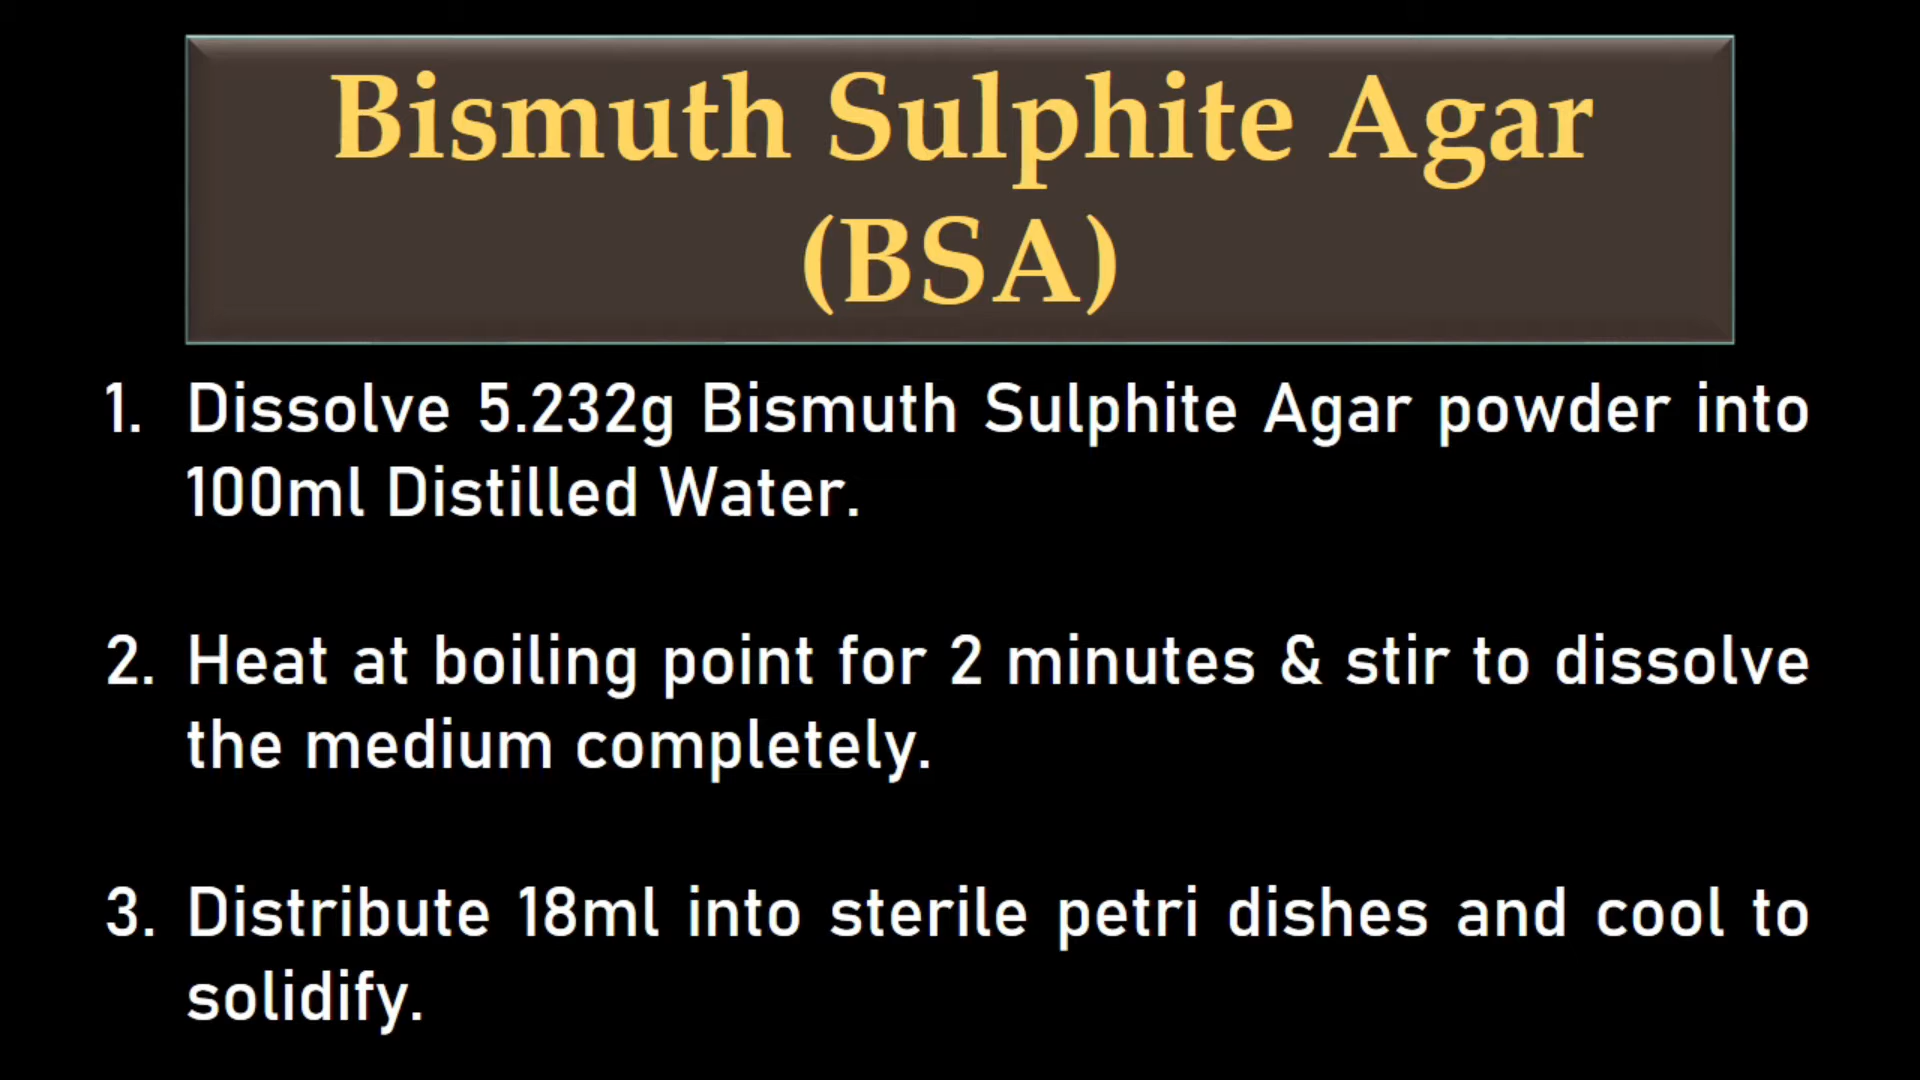 Bismuth Sulphite Agar
(BSA)
1. Dissolve 5.232g Bismuth Sulphite Agar powder into
100ml Distilled Water.
2. Heat at boiling point for 2 minutes & stir to dissolve
the medium completely.
3. Distribute 18ml into sterile petri dishes and cool to
solidify.